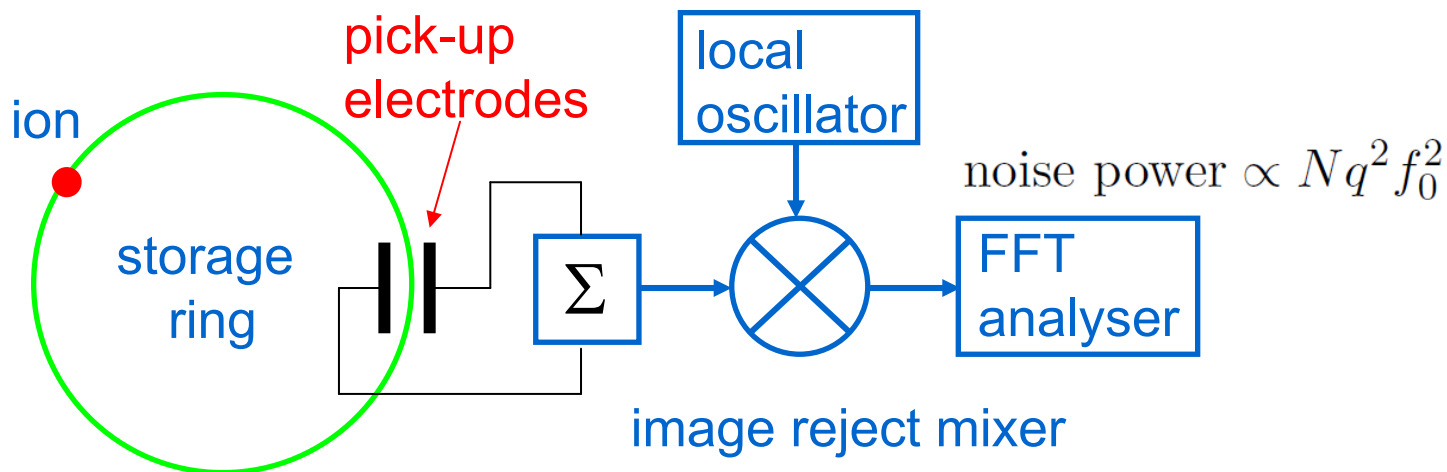 pick-up
electrodes
ion
local
oscillator
noise power ∝ Nq²f₀²
storage
ring
Σ
FFT
analyser
image reject mixer